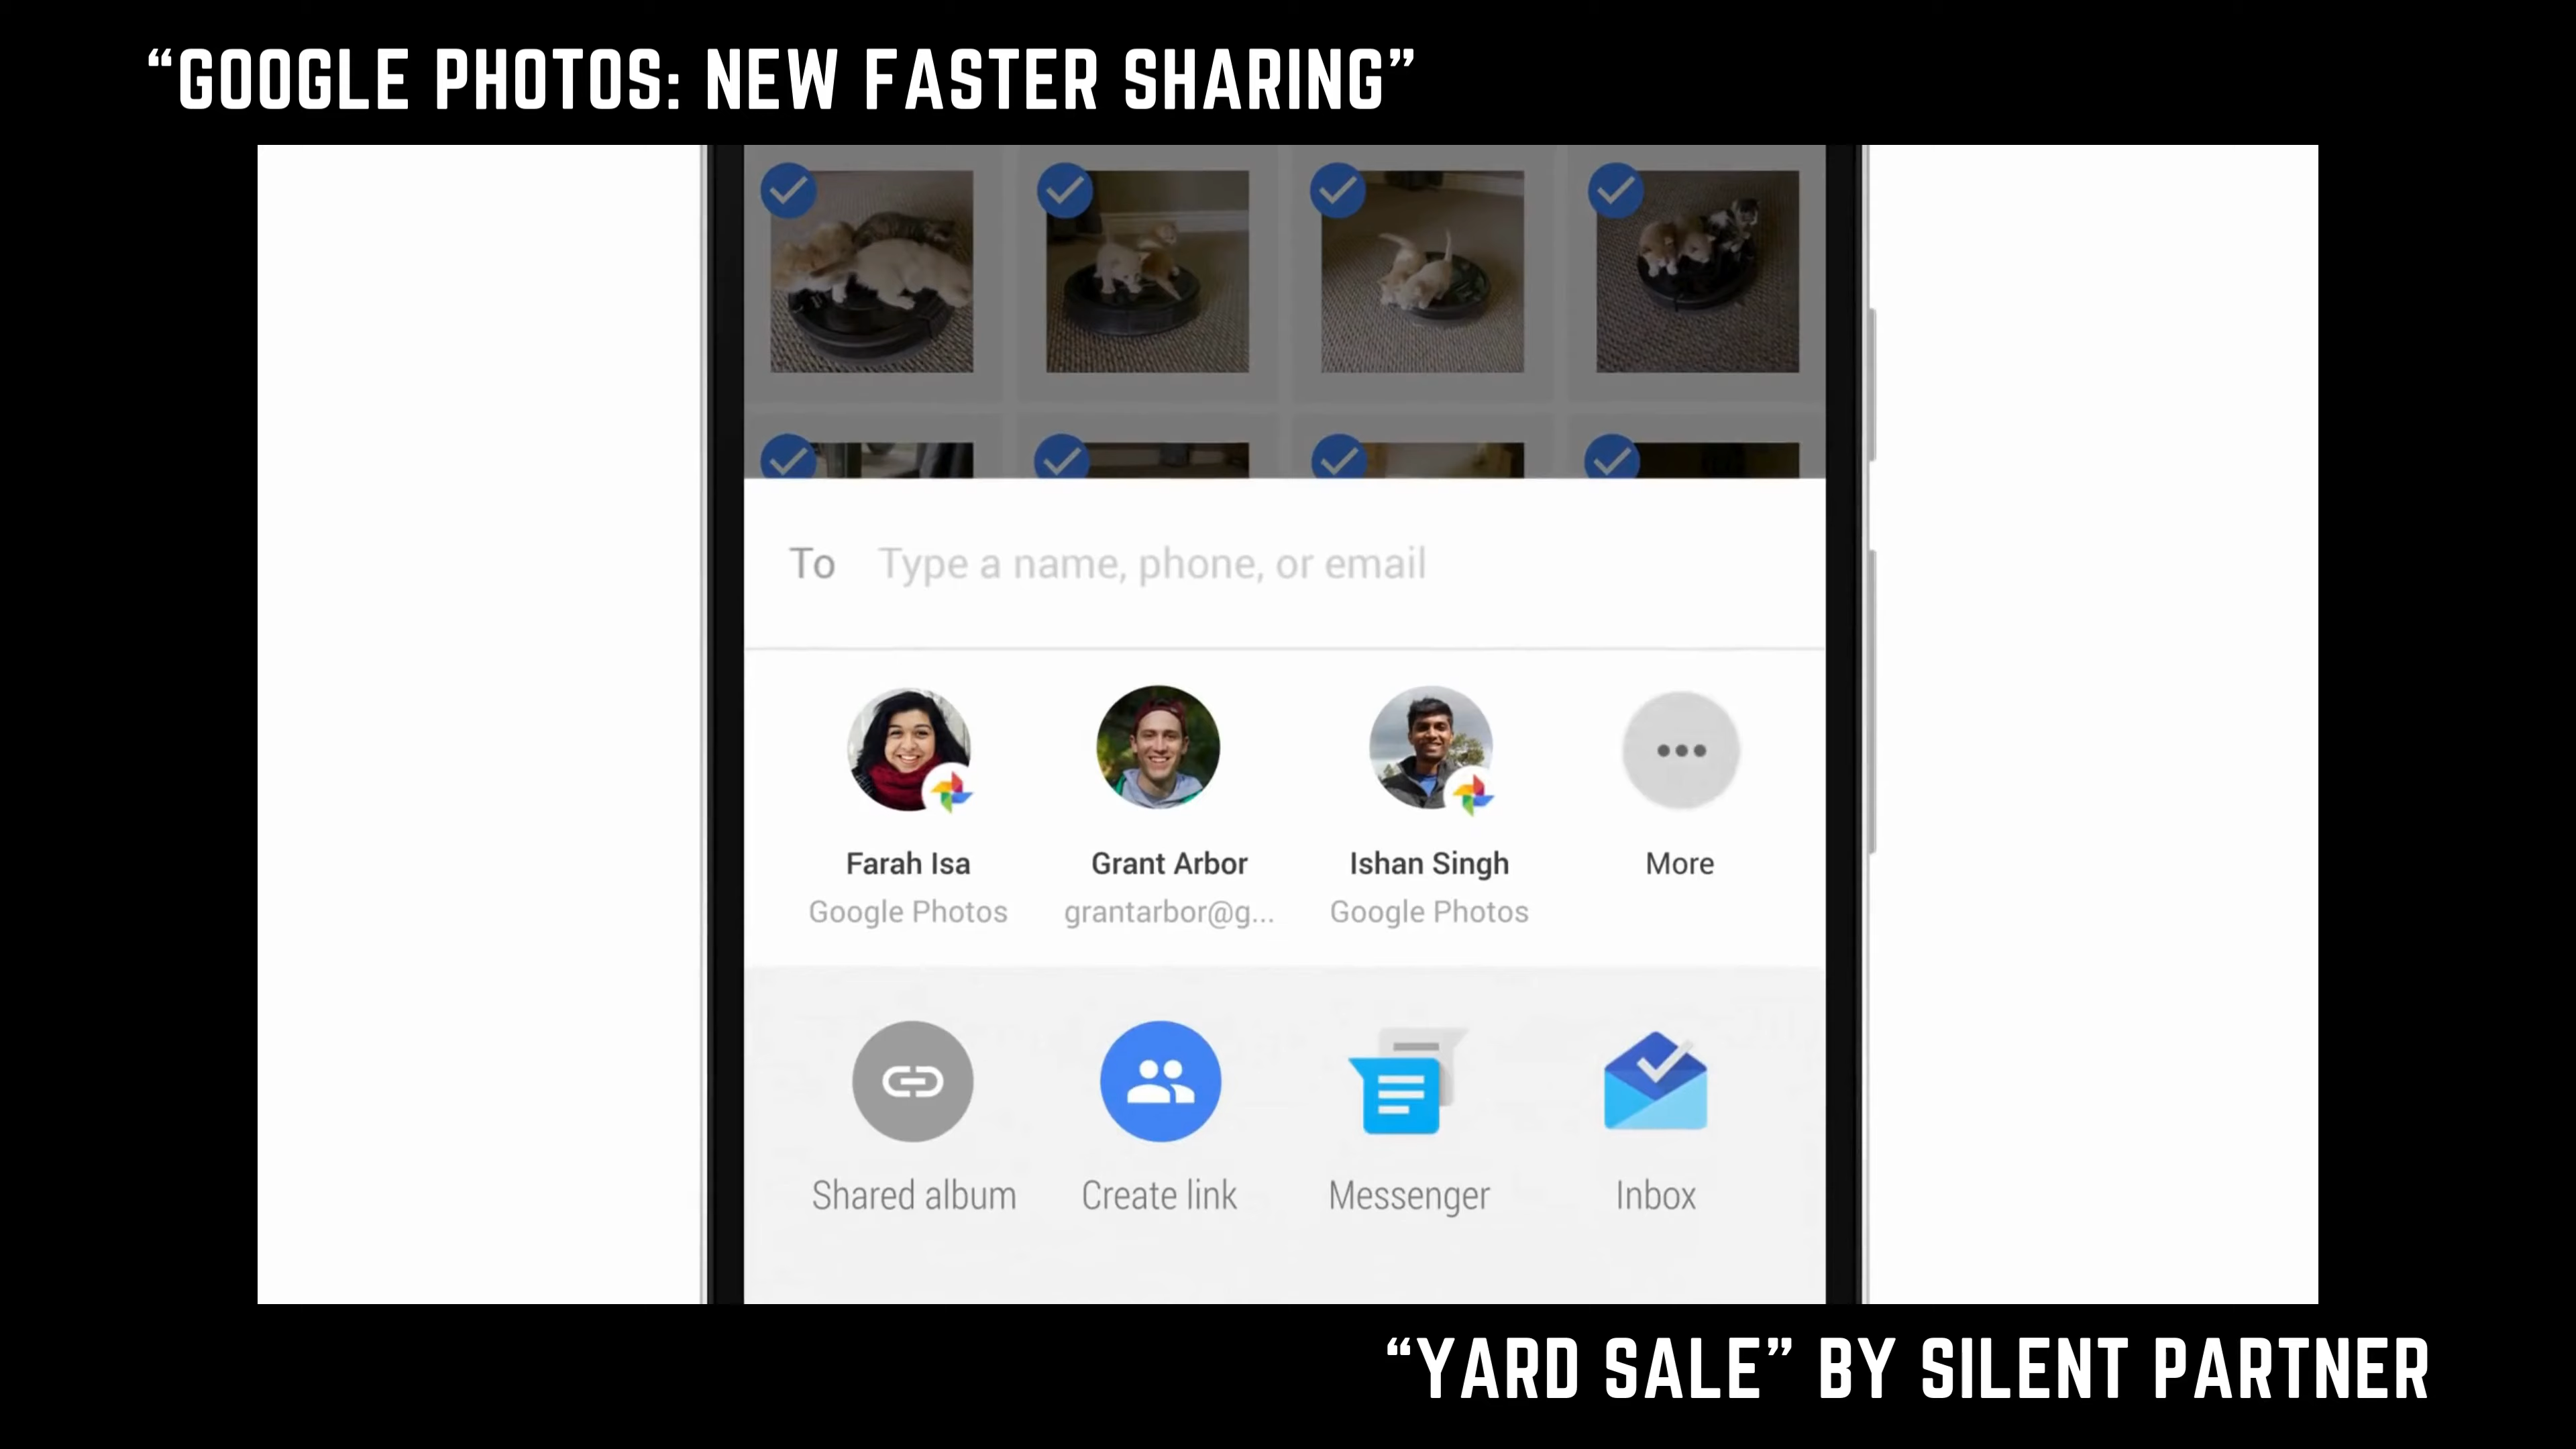 “GOOGLE PHOTOS: NEW FASTER SHARING”
To Type a name, phone, or email
Farah Isa Grant Arbor Ishan Singh More
Google Photos grantarbor@g... Google Photos
Shared album Create link Messenger Inbox
“YARD SALE” BY SILENT PARTNER